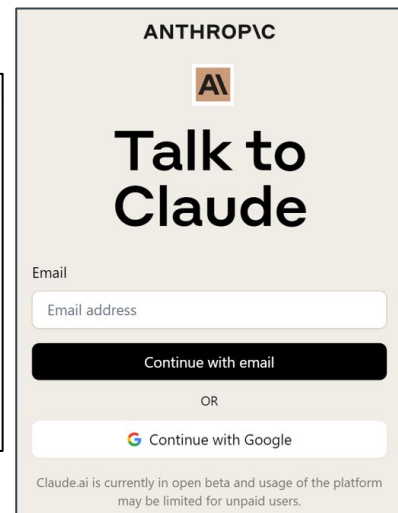 ANTHROP\C
A\
Talk to
Claude
Email
Email address
Continue with email
OR
G Continue with Google
Claude.ai is currently in open beta and usage of the platform
may be limited for unpaid users.